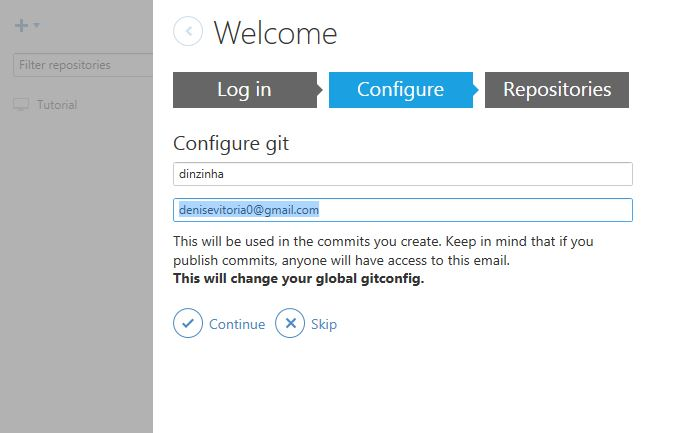 Welcome
Filter repositories
Tutorial
Log in
Configure
Repositories
Configure git
dinzinha
denisevitoria0@gmail.com
This will be used in the commits you create. Keep in mind that if you
publish commits, anyone will have access to this email.
This will change your global gitconfig.
Continue
Skip